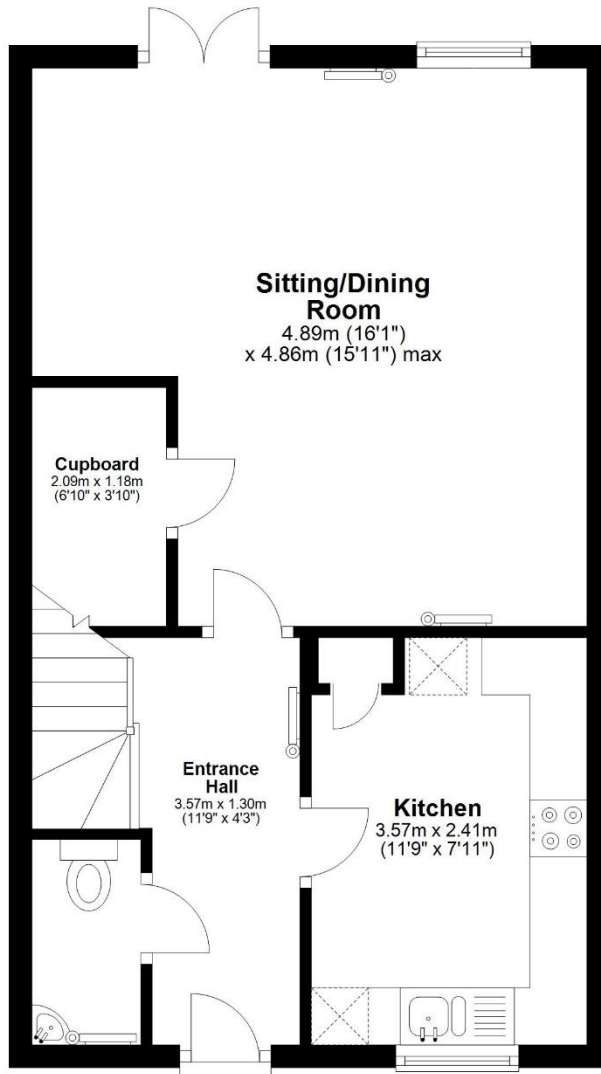 Sitting/Dining
Room
4.89m (16'1")
x 4.86m (15'11") max
Cupboard
2.09m x 1.18m
(6'10" x 3'10")
Entrance
Hall
3.57m x 1.30m
(11'9" x 4'3")
Kitchen
3.57m x 2.41m
(11'9" x 7'11")